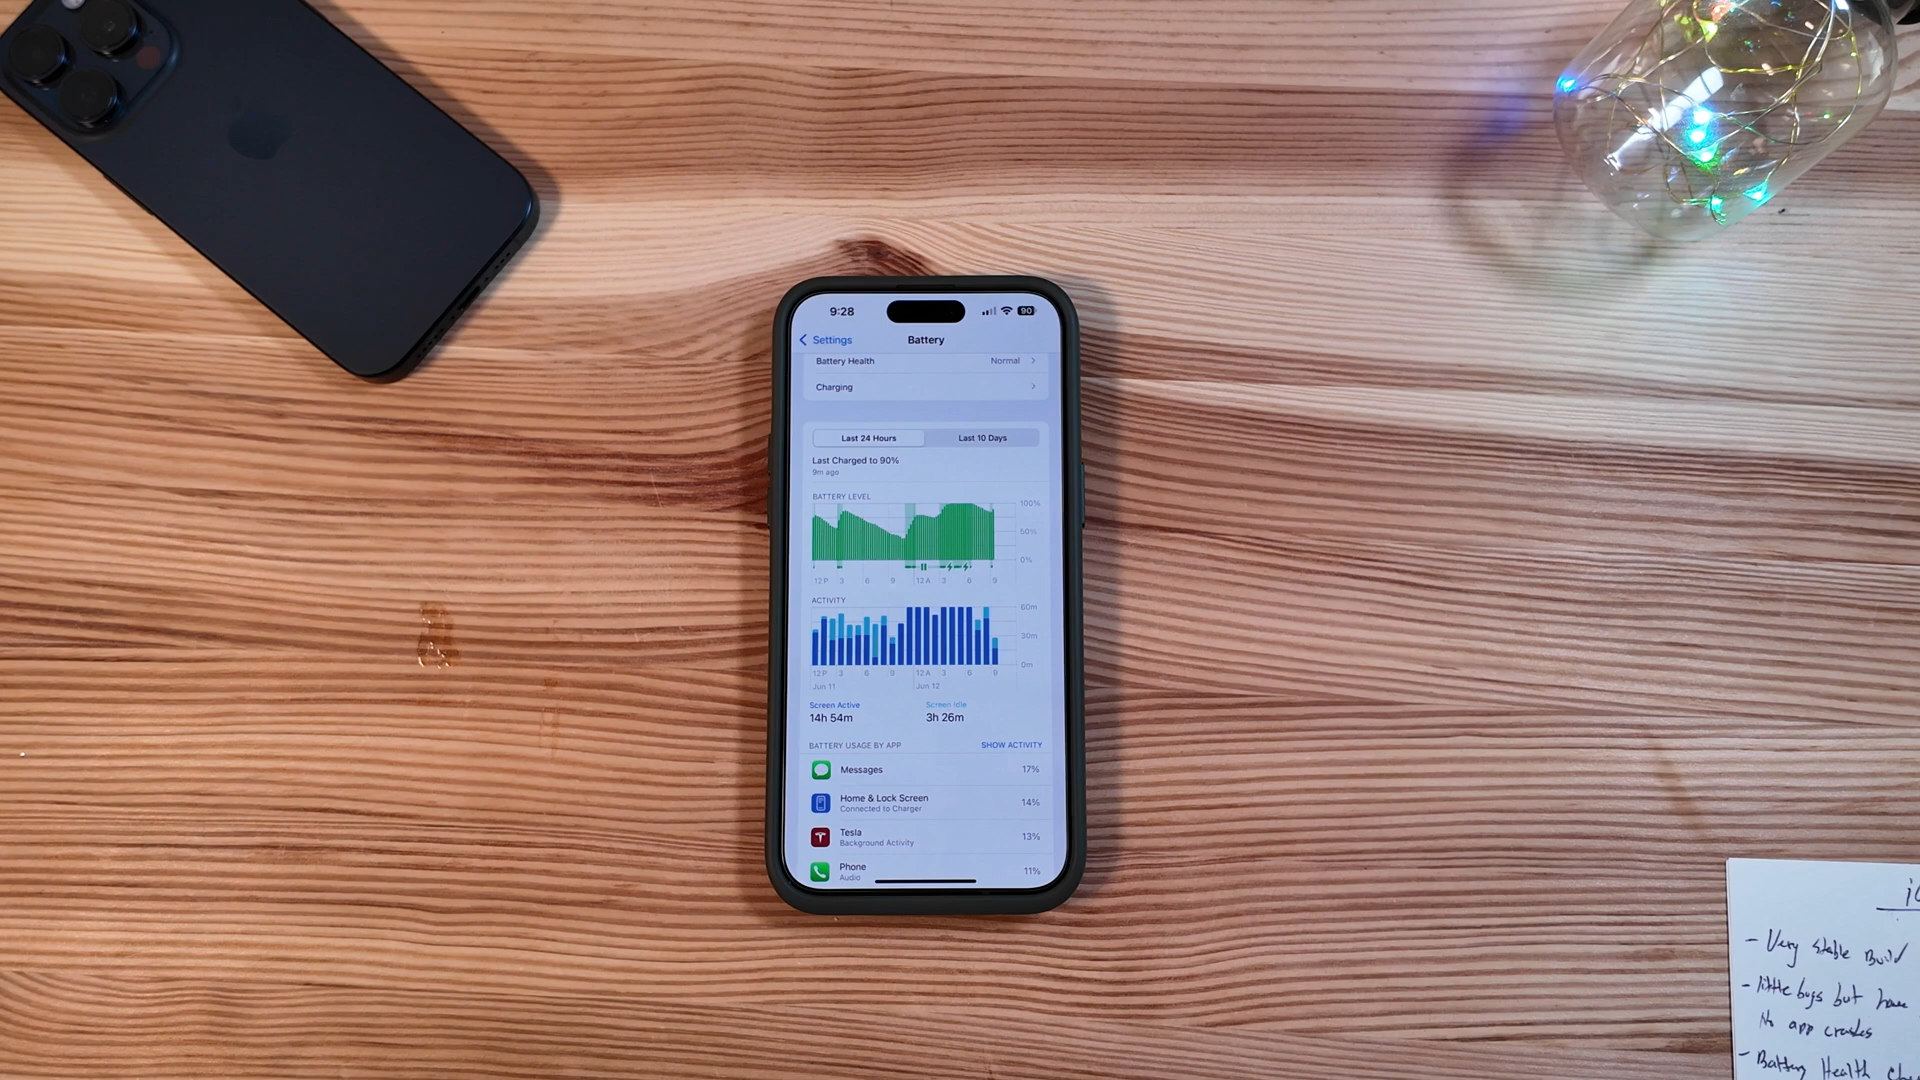 9:28
90
Settings
Battery
Battery Health Normal
Charging
Last 24 Hours Last 10 Days
Last Charged to 90%
9m ago
BATTERY LEVEL
100%
50%
0%
12 P 3 6 9 12 A 3 6 9
ACTIVITY
60m
30m
0m
12 P 3 6 9 12 A 3 6 9
Jun 11 Jun 12
Screen Active Screen Idle
14h 54m 3h 26m
BATTERY USAGE BY APP SHOW ACTIVITY
Messages 17%
Home & Lock Screen 14%
Connected to Charger
Tesla 13%
Background Activity
Phone 11%
Audio
- Very stable Build
- little bugs but have
No app crashes
- Battery Health